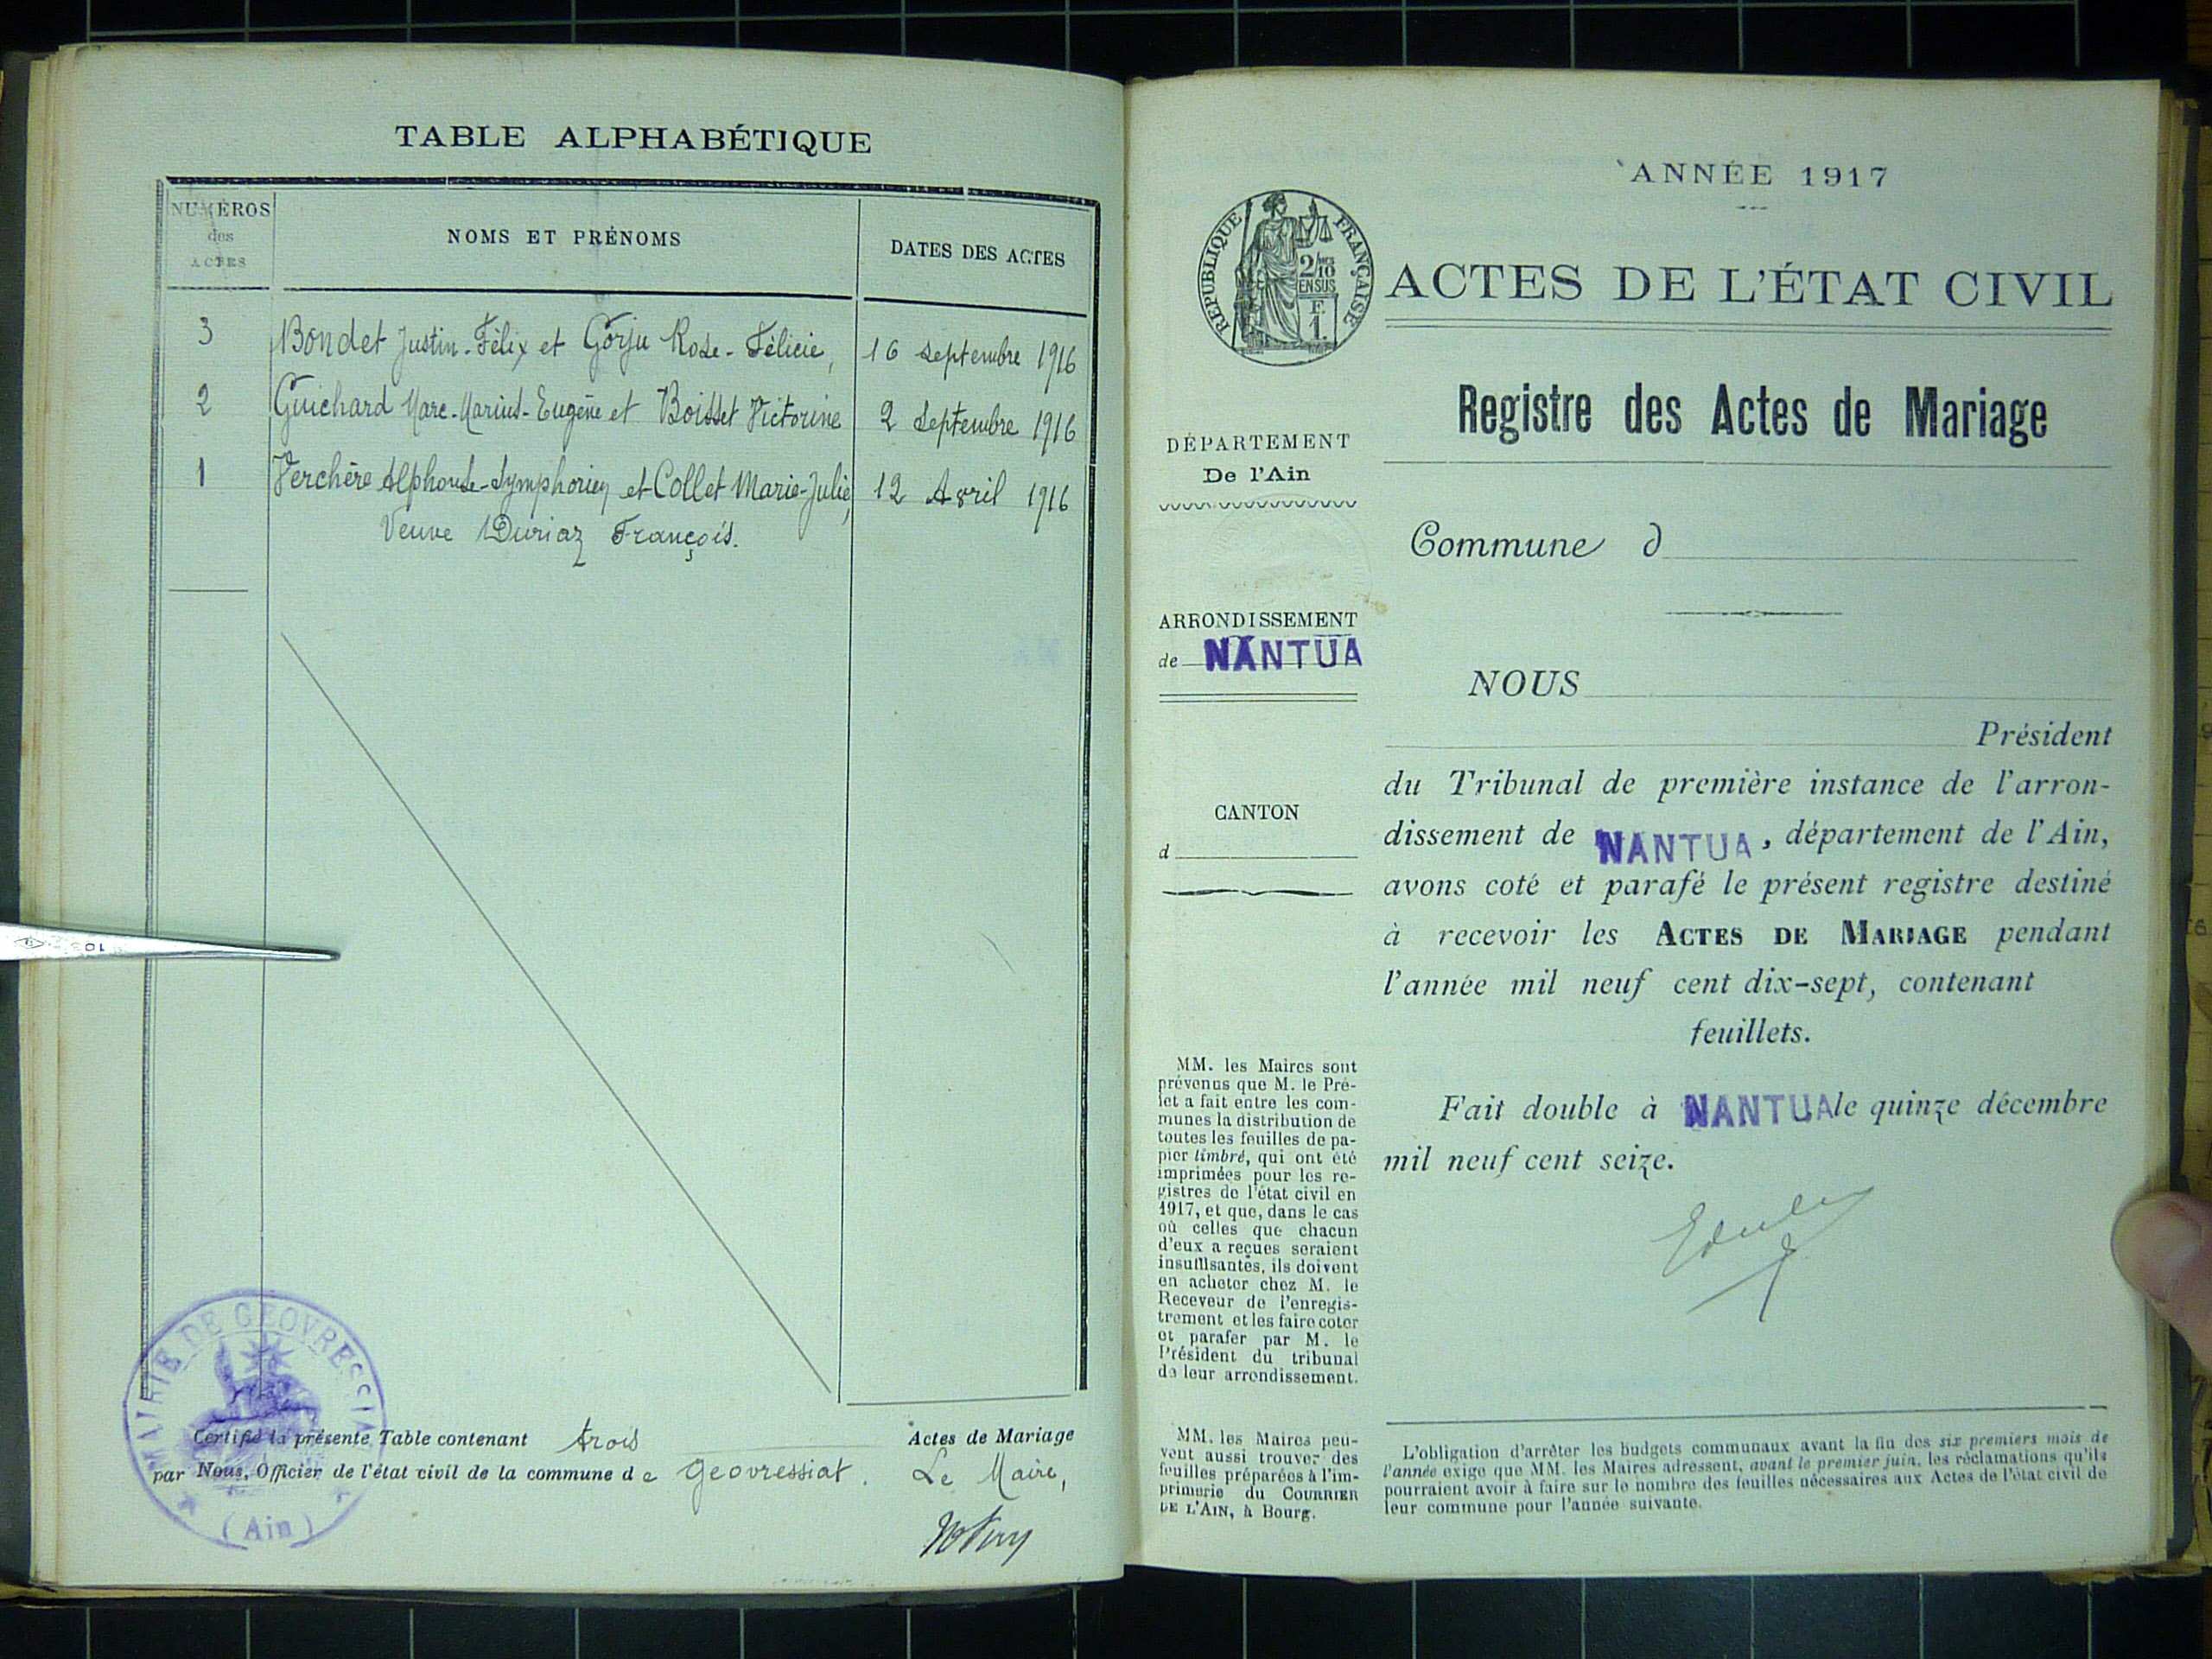 TABLE ALPHABÉTIQUE
NUMÉROS
des
ACTES
NOMS ET PRÉNOMS
DATES DES ACTES
3 Bondet Justin-Félix et Gorju Rose-Félicie, 16 Septembre 1916
2 Guichard Marc-Marius-Eugène et Boisset Victorine 2 Septembre 1916
1 Verchère Alphonse-Symphorien et Collet Marie-Julie, 12 Avril 1916
Veuve Duriaz François.
MAIRIE DE GEOVRESSIAT
(Ain)
Certifié la présente Table contenant trois Actes de Mariage
par Nous, Officier de l'état civil de la commune de Geovressiat. Le Maire,
ANNÉE 1917
RÉPUBLIQUE FRANÇAISE
2/10 MES
EN SUS
F.
1.
ACTES DE L'ÉTAT CIVIL
Registre des Actes de Mariage
DÉPARTEMENT
De l'Ain
Commune d
ARRONDISSEMENT
de NANTUA
CANTON
d
NOUS
Président
du Tribunal de première instance de l'arron-
dissement de NANTUA, département de l'Ain,
avons coté et parafé le présent registre destiné
à recevoir les ACTES DE MARIAGE pendant
l'année mil neuf cent dix-sept, contenant
feuillets.
Fait double à NANTUA le quinze décembre
mil neuf cent seize.
MM. les Maires sont
prévenus que M. le Pré-
fet a fait entre les com-
munes la distribution de
toutes les feuilles de pa-
pier timbré, qui ont été
imprimées pour les re-
gistres de l'état civil en
1917, et que, dans le cas
où celles que chacun
d'eux a reçues seraient
insuffisantes, ils doivent
en acheter chez M. le
Receveur de l'enregis-
trement et les faire coter
et parafer par M. le
Président du tribunal
de leur arrondissement.
MM. les Maires peu-
vent aussi trouver des
feuilles préparées à l'im-
primerie du COURRIER
DE L'AIN, à Bourg.
L'obligation d'arrêter les budgets communaux avant la fin des six premiers mois de
l'année exige que MM. les Maires adressent, avant le premier juin, les réclamations qu'ils
pourraient avoir à faire sur le nombre des feuilles nécessaires aux Actes de l'état civil de
leur commune pour l'année suivante.